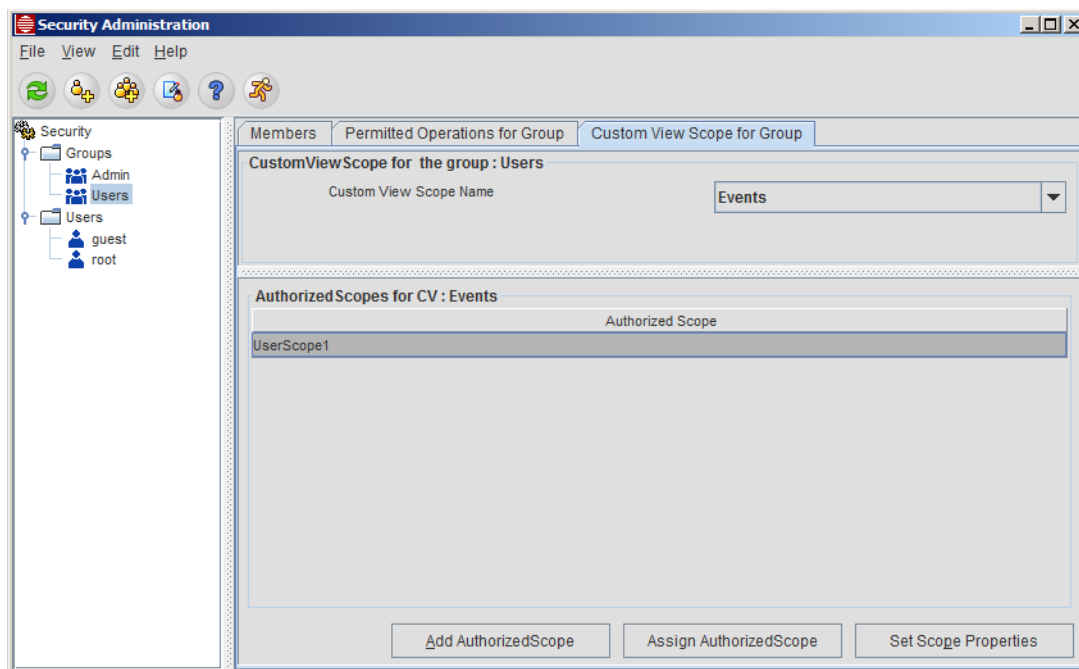 Security Administration
File View Edit Help
Security
Groups
Admin
Users
Users
guest
root
Members
Permitted Operations for Group
Custom View Scope for Group
CustomViewScope for the group : Users
Custom View Scope Name
Events
AuthorizedScopes for CV : Events
Authorized Scope
UserScope1
Add AuthorizedScope
Assign AuthorizedScope
Set Scope Properties